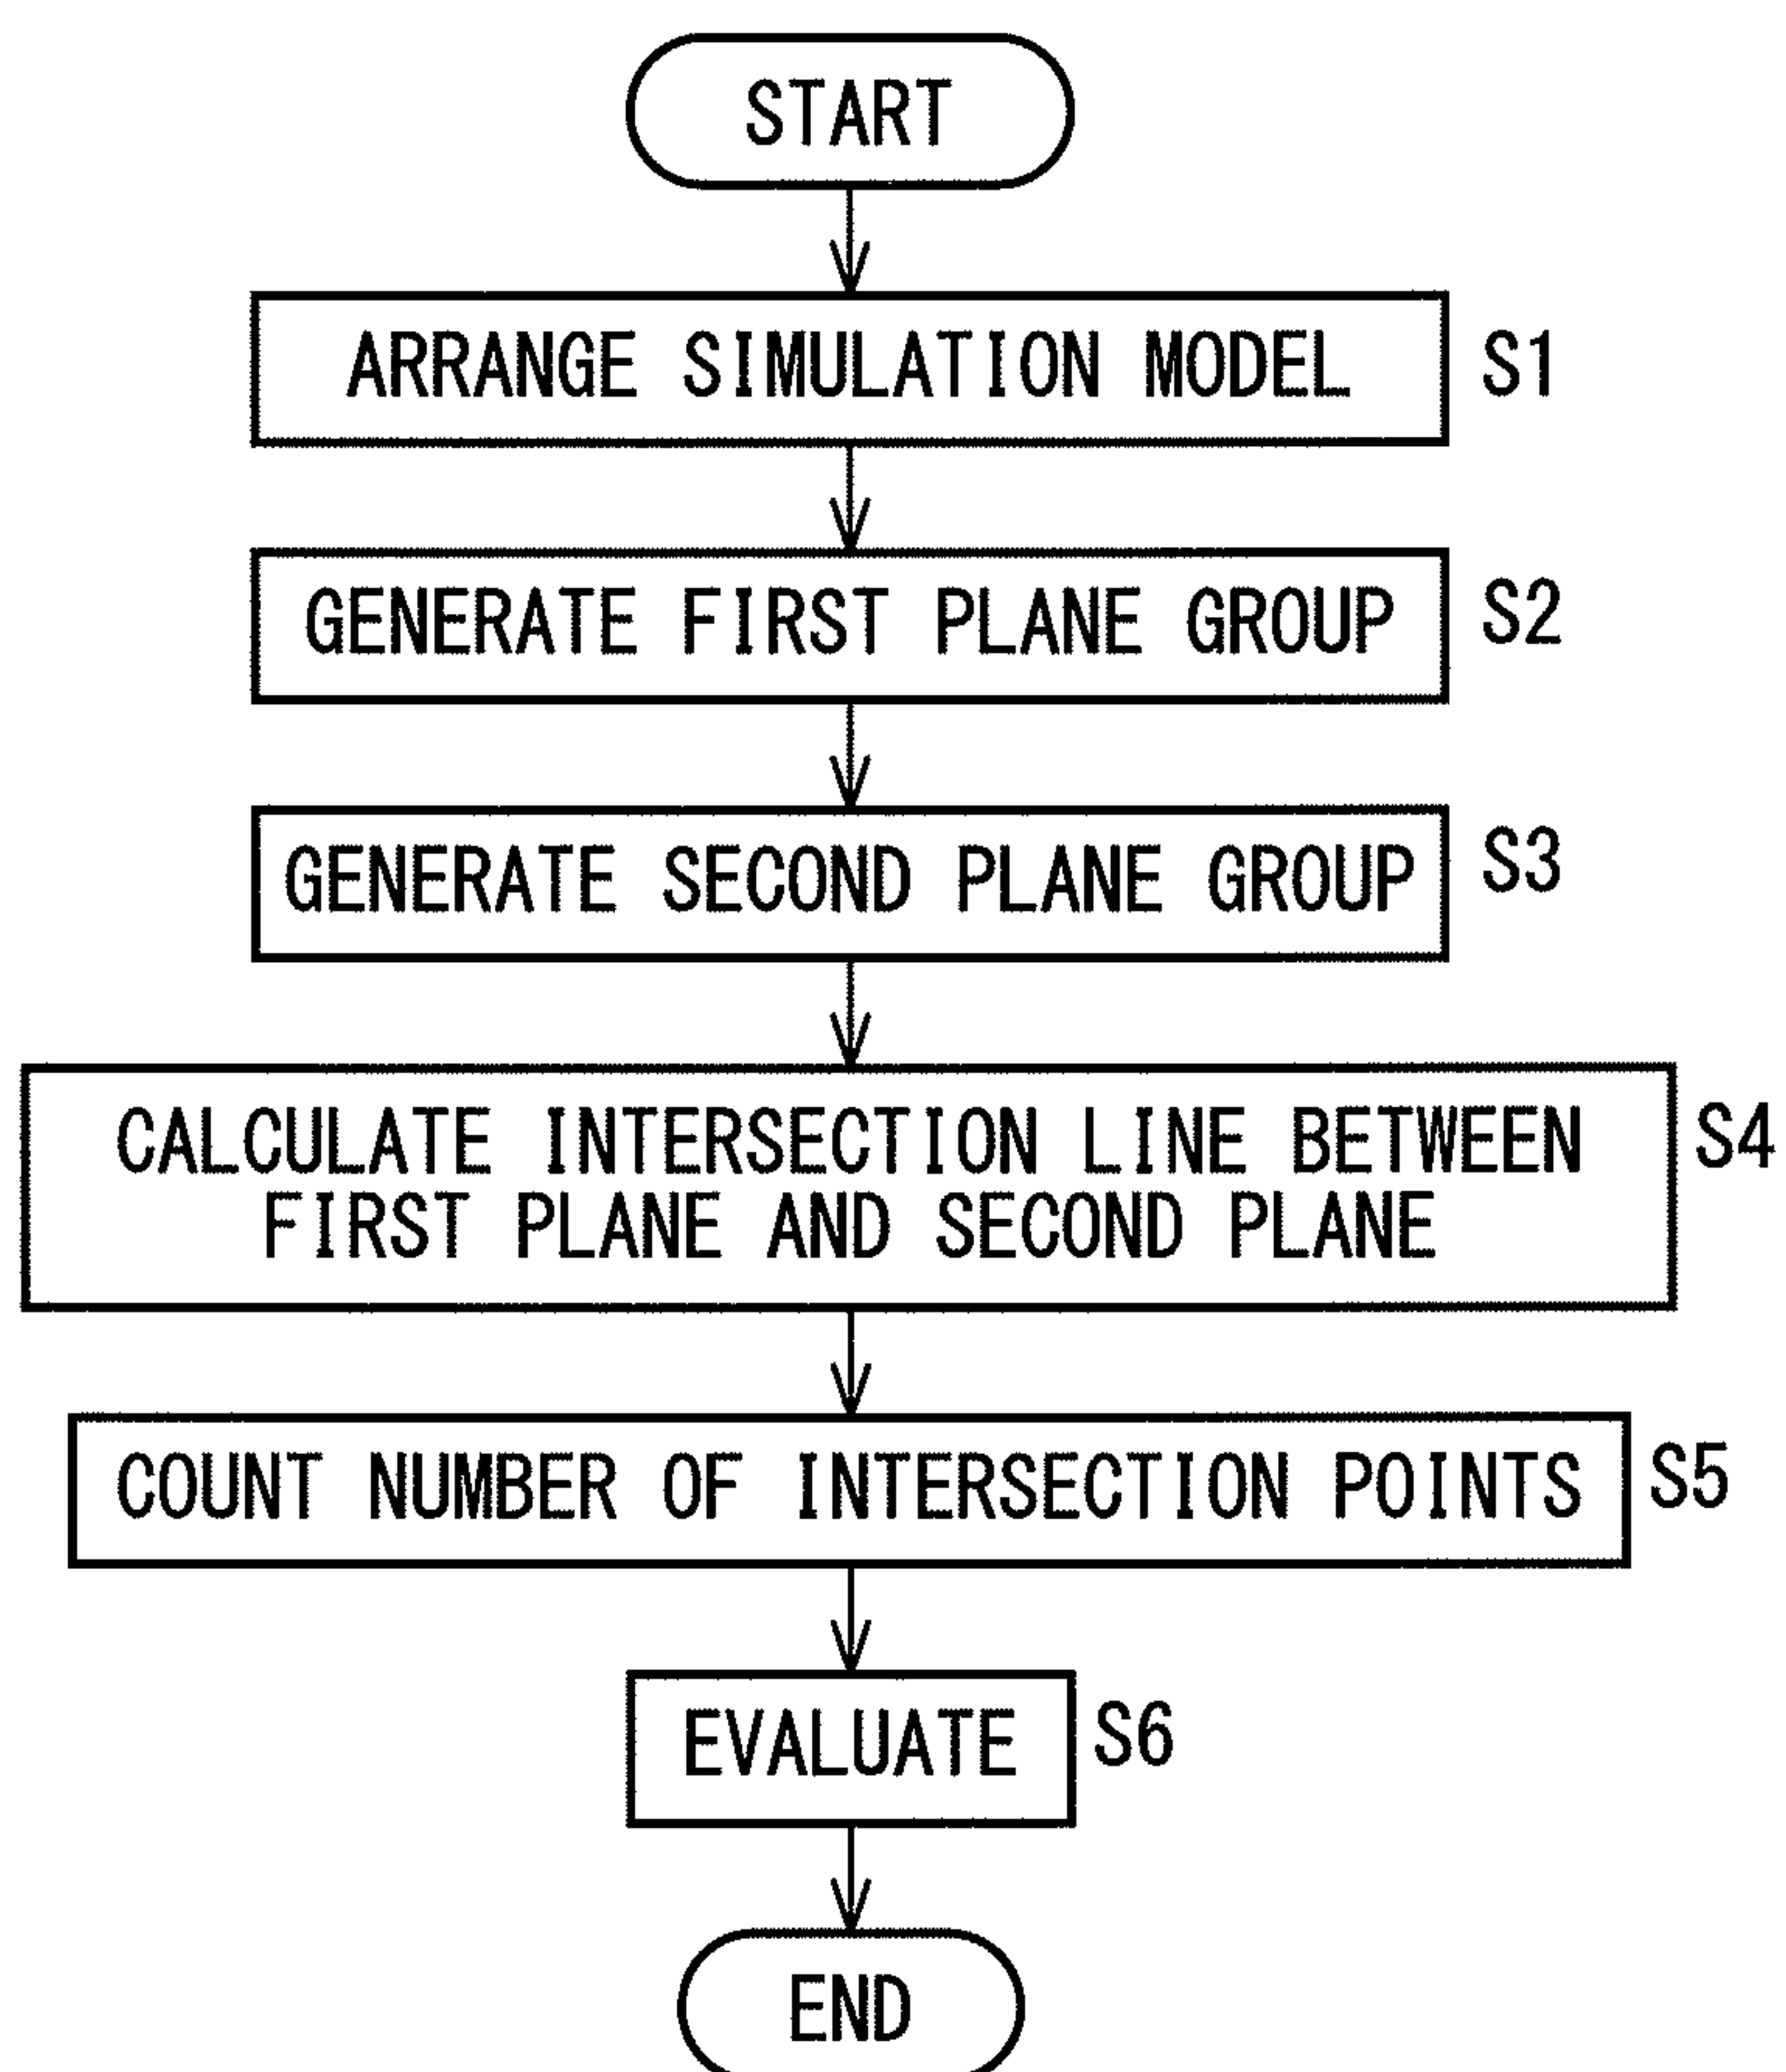 START
ARRANGE SIMULATION MODEL S1
GENERATE FIRST PLANE GROUP S2
GENERATE SECOND PLANE GROUP S3
CALCULATE INTERSECTION LINE BETWEEN S4
FIRST PLANE AND SECOND PLANE
COUNT NUMBER OF INTERSECTION POINTS S5
EVALUATE S6
END